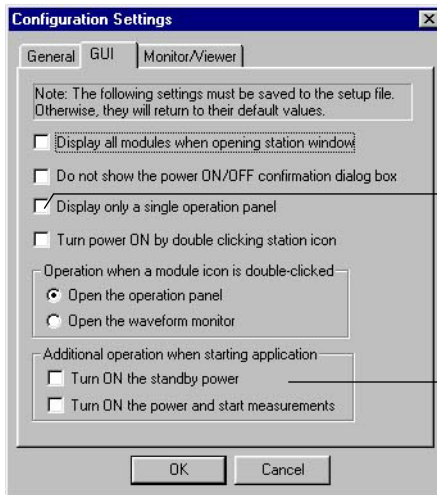 Configuration Settings
General GUI Monitor/Viewer
Note: The following settings must be saved to the setup file.
Otherwise, they will return to their default values.
Display all modules when opening station window
Do not show the power ON/OFF confirmation dialog box
Display only a single operation panel
Turn power ON by double clicking station icon
Operation when a module icon is double-clicked
Open the operation panel
Open the waveform monitor
Additional operation when starting application
Turn ON the standby power
Turn ON the power and start measurements
OK Cancel